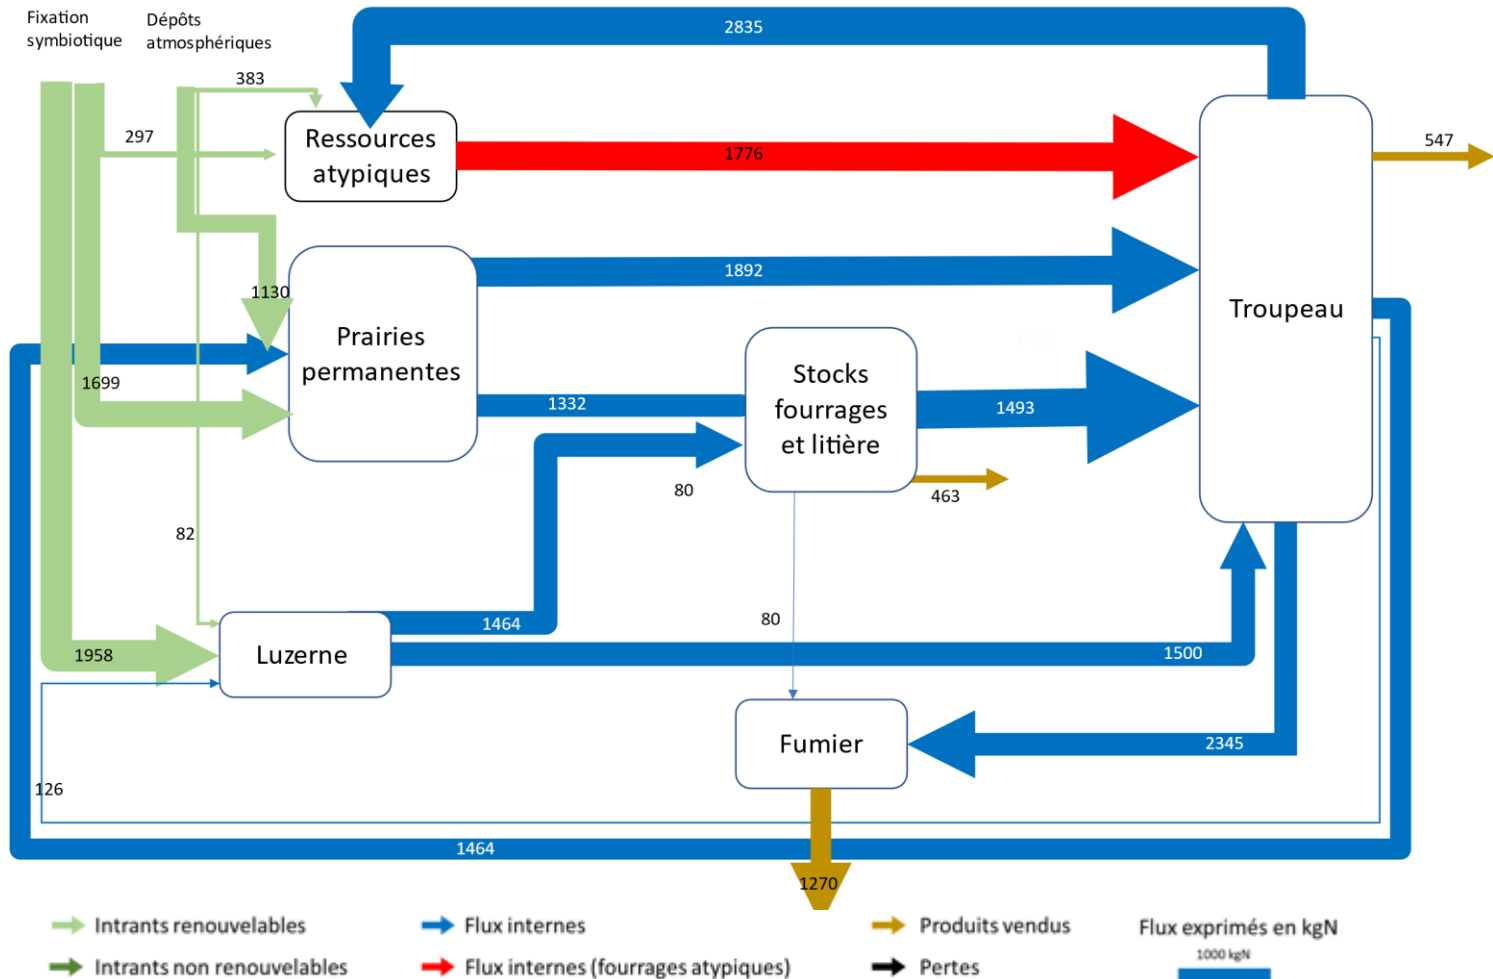 Fixation
symbiotique
Dépôts
atmosphériques
2835
383
297
Ressources
atypiques
1776
547
1130
1892
Prairies
permanentes
Troupeau
1699
1332
Stocks
fourrages
et litière
1493
80
463
82
80
1464
1958
Luzerne
1500
Fumier
2345
126
1464
1270
Intrants renouvelables
Flux internes
Produits vendus
Flux exprimés en kgN
1000 kgN
Intrants non renouvelables
Flux internes (fourrages atypiques)
Pertes